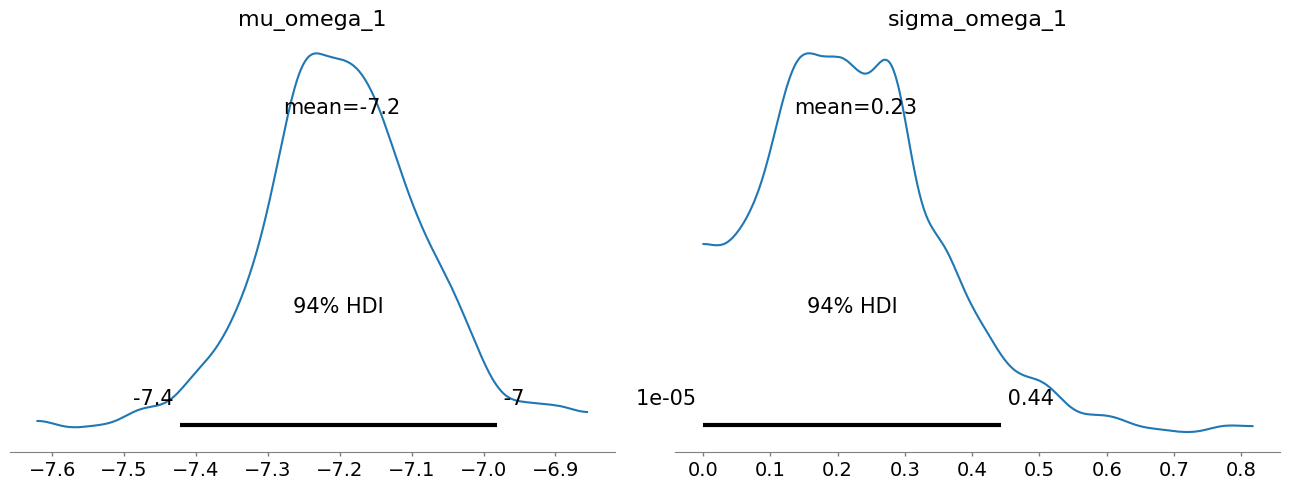 mu_omega_1
mean=-7.2
94% HDI
-7.4
-7
−7.6 −7.5 −7.4 −7.3 −7.2 −7.1 −7.0 −6.9
sigma_omega_1
mean=0.23
94% HDI
1e-05
0.44
0.0 0.1 0.2 0.3 0.4 0.5 0.6 0.7 0.8